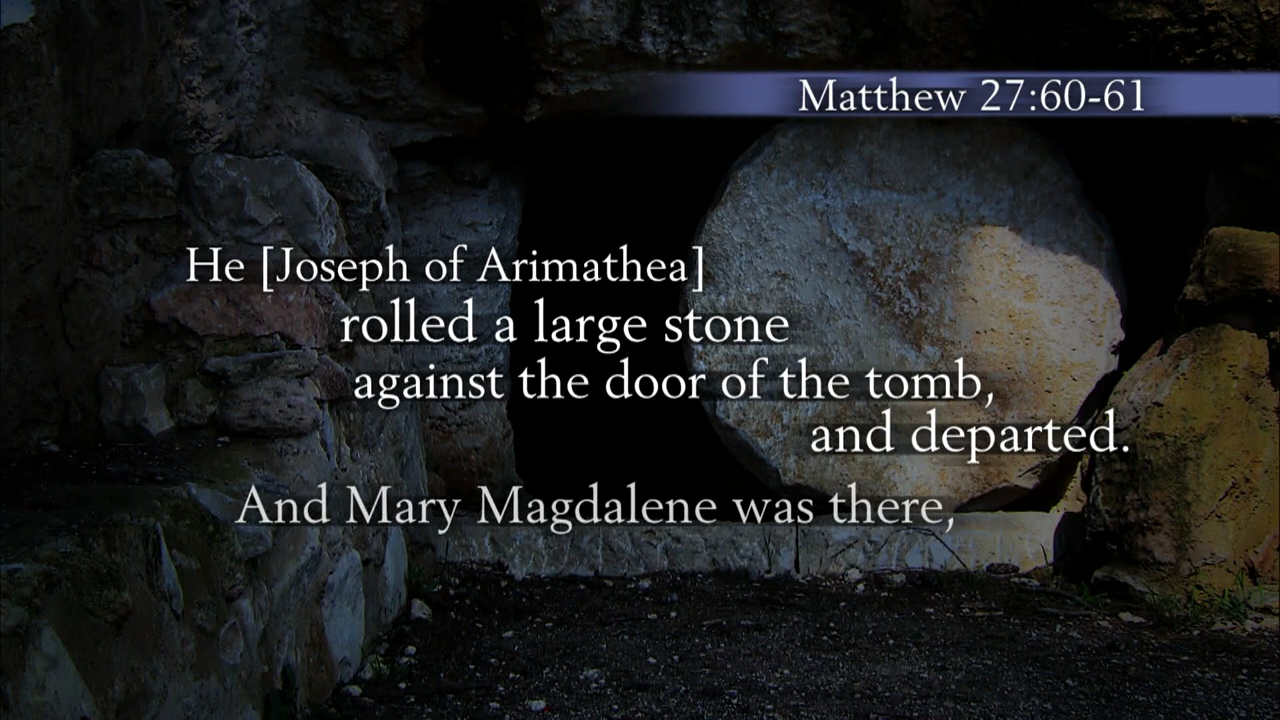 Matthew 27:60-61
He [Joseph of Arimathea]
rolled a large stone
against the door of the tomb,
and departed.
And Mary Magdalene was there,